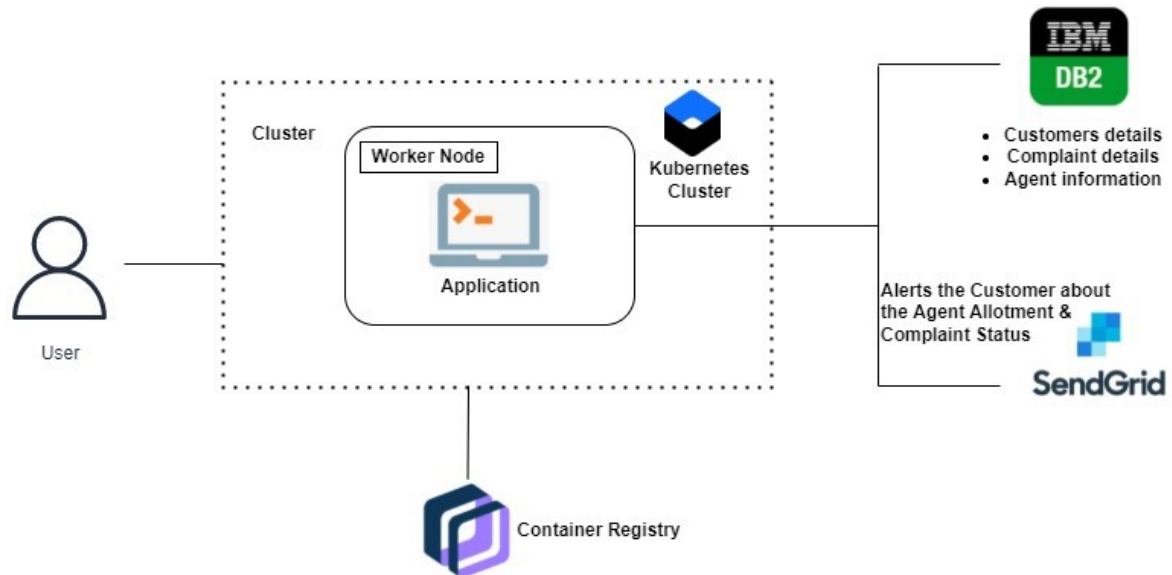 IBM
DB2
Customers details
Complaint details
Agent information
Cluster
Worker Node
Application
Kubernetes
Cluster
User
Alerts the Customer about
the Agent Allotment &
Complaint Status
SendGrid
Container Registry